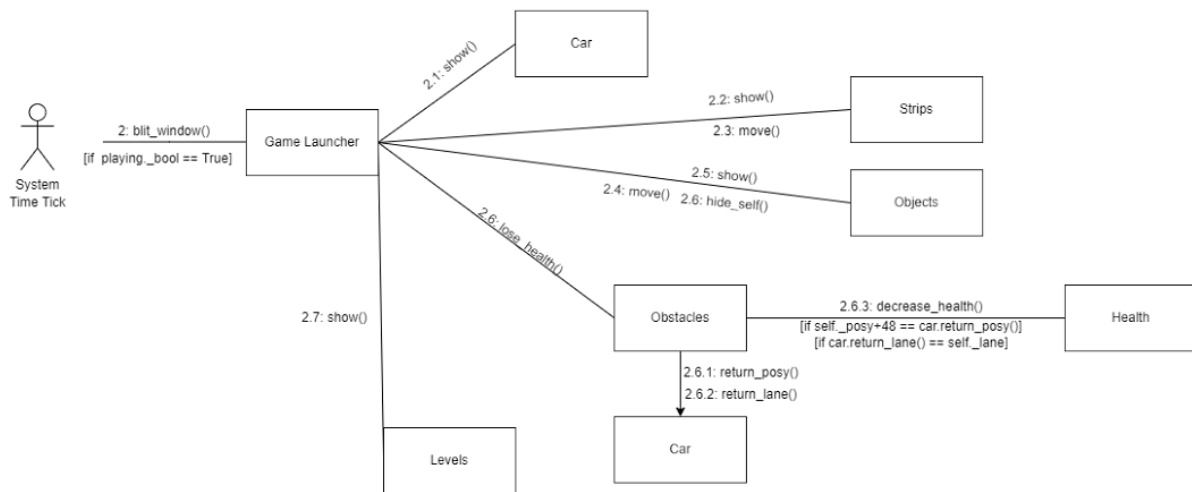 Car
2.1: show()
2.2: show()
Strips
2.3: move()
2: blit_window()
Game Launcher
[if playing._bool == True]
System
Time Tick
2.5: show()
2.4: move()
2.6: hide_self()
Objects
2.6: lose_health()
2.7: show()
Obstacles
2.6.3: decrease_health()
[if self._posy+48 == car.return_posy()]
[if car.return_lane() == self._lane]
Health
2.6.1: return_posy()
2.6.2: return_lane()
Car
Levels